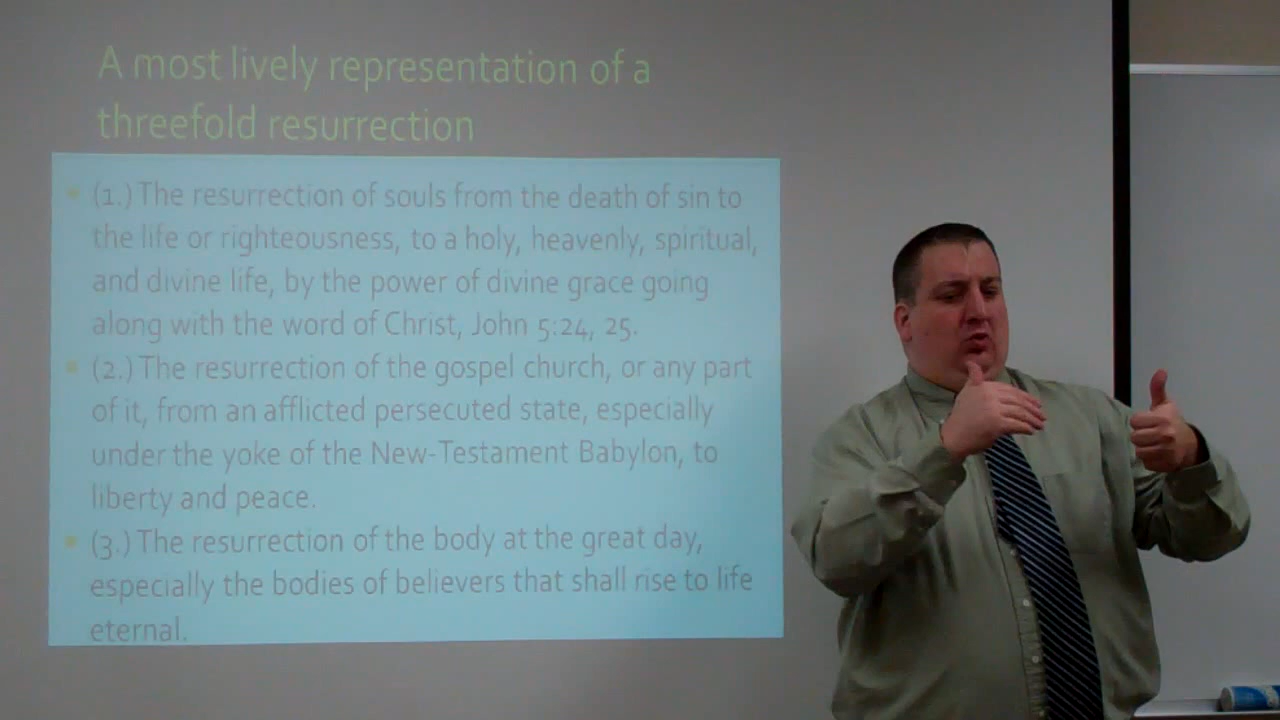 A most lively representation of a
threefold resurrection
(1.) The resurrection of souls from the death of sin to
the life or righteousness, to a holy, heavenly, spiritual,
and divine life, by the power of divine grace going
along with the word of Christ, John 5:24, 25.
(2.) The resurrection of the gospel church, or any part
of it, from an afflicted persecuted state, especially
under the yoke of the New-Testament Babylon, to
liberty and peace.
(3.) The resurrection of the body at the great day,
especially the bodies of believers that shall rise to life
eternal.